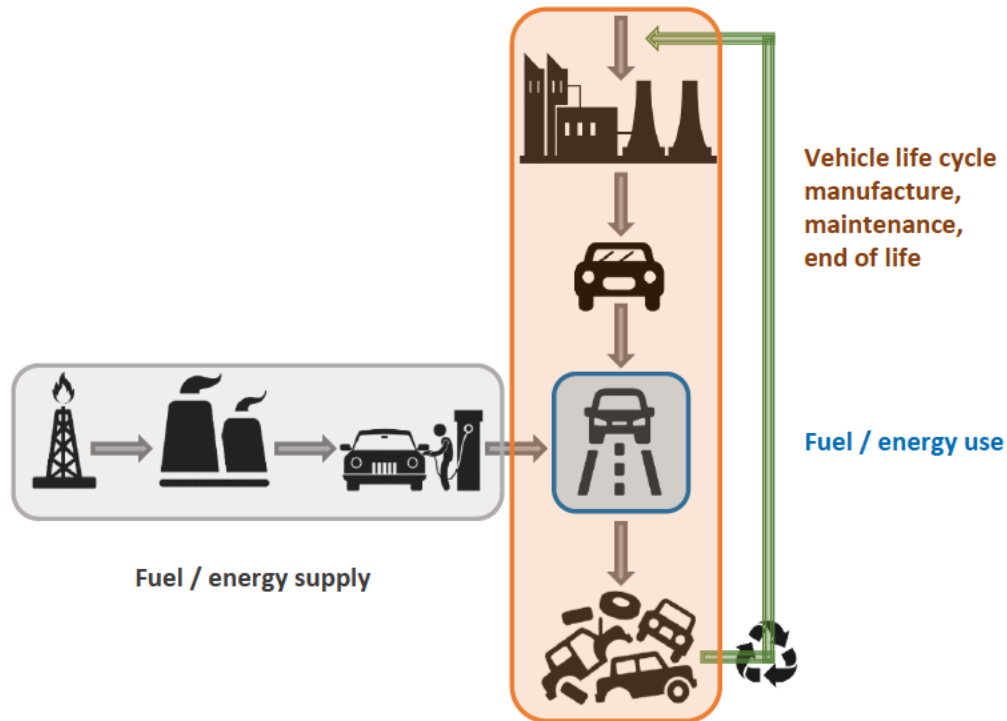 Vehicle life cycle
manufacture,
maintenance,
end of life
Fuel / energy use
Fuel / energy supply